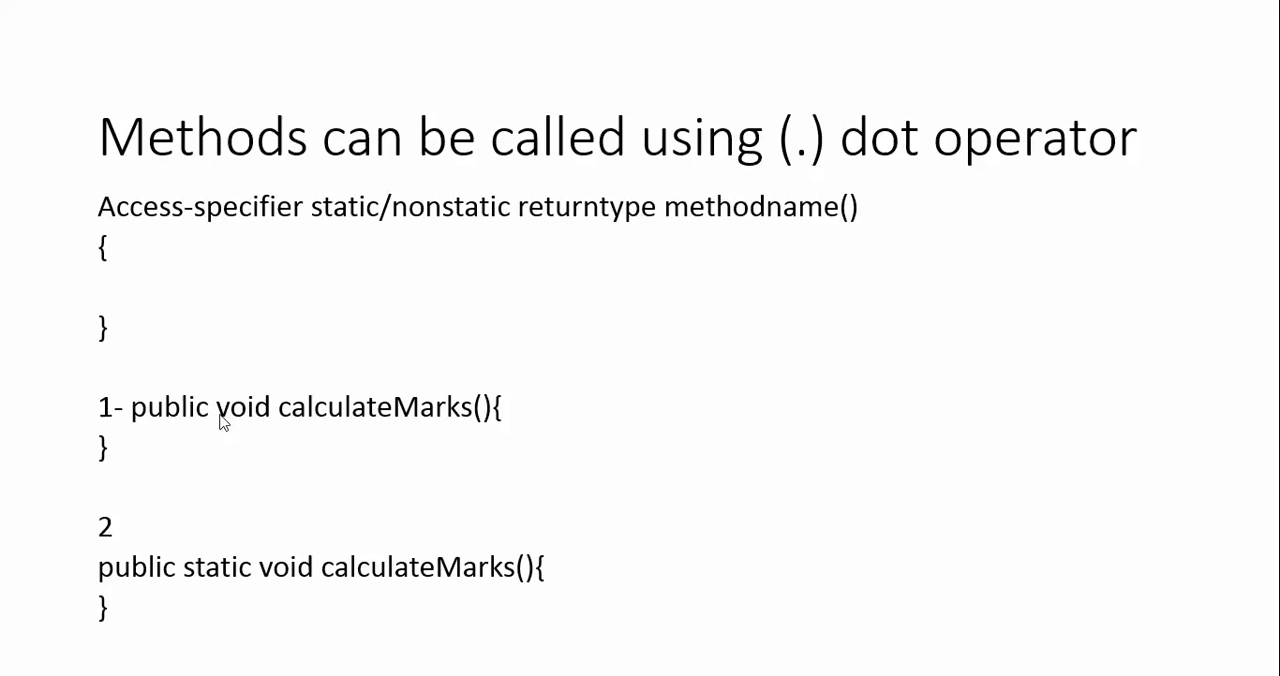 Methods can be called using (.) dot operator
Access-specifier static/nonstatic returntype methodname()
{
}
1- public void calculateMarks(){
}
2
public static void calculateMarks(){
}